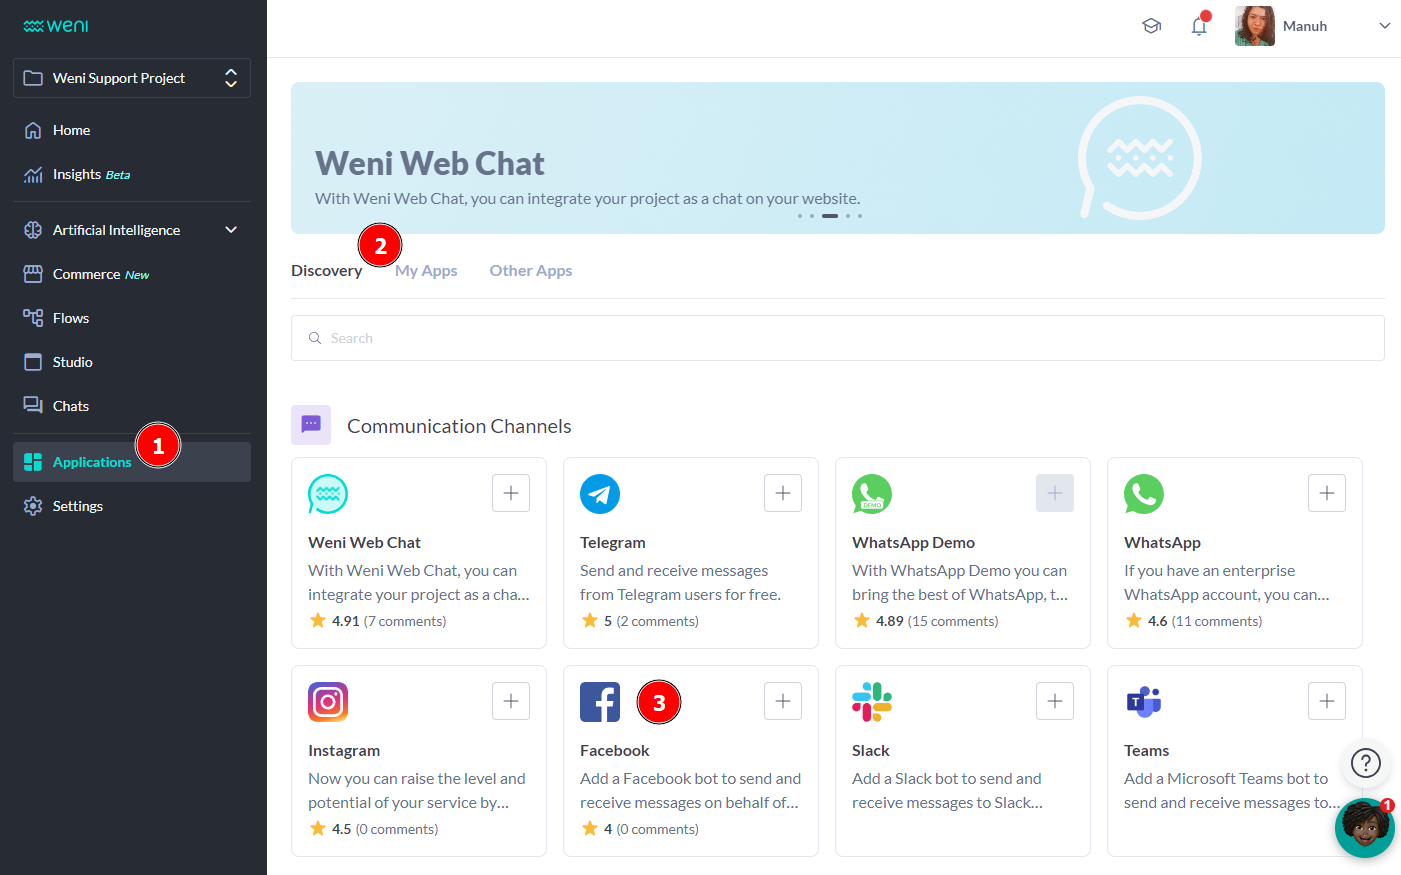 weni
Weni Support Project
Home
Insights Beta
Artificial Intelligence
Commerce New
Flows
Studio
Chats
1
Applications
Settings
Manuh
Weni Web Chat
With Weni Web Chat, you can integrate your project as a chat on your website.
2
Discovery
My Apps
Other Apps
Search
Communication Channels
Weni Web Chat
With Weni Web Chat, you can
integrate your project as a cha...
4.91 (7 comments)
Telegram
Send and receive messages
from Telegram users for free.
5 (2 comments)
DEMO
WhatsApp Demo
With WhatsApp Demo you can
bring the best of WhatsApp, t...
4.89 (15 comments)
WhatsApp
If you have an enterprise
WhatsApp account, you can...
4.6 (11 comments)
Instagram
Now you can raise the level and
potential of your service by...
4.5 (0 comments)
3
Facebook
Add a Facebook bot to send and
receive messages on behalf of...
4 (0 comments)
Slack
Add a Slack bot to send and
receive messages to Slack...
T
Teams
Add a Microsoft Teams bot to
send and receive messages to...
?
1